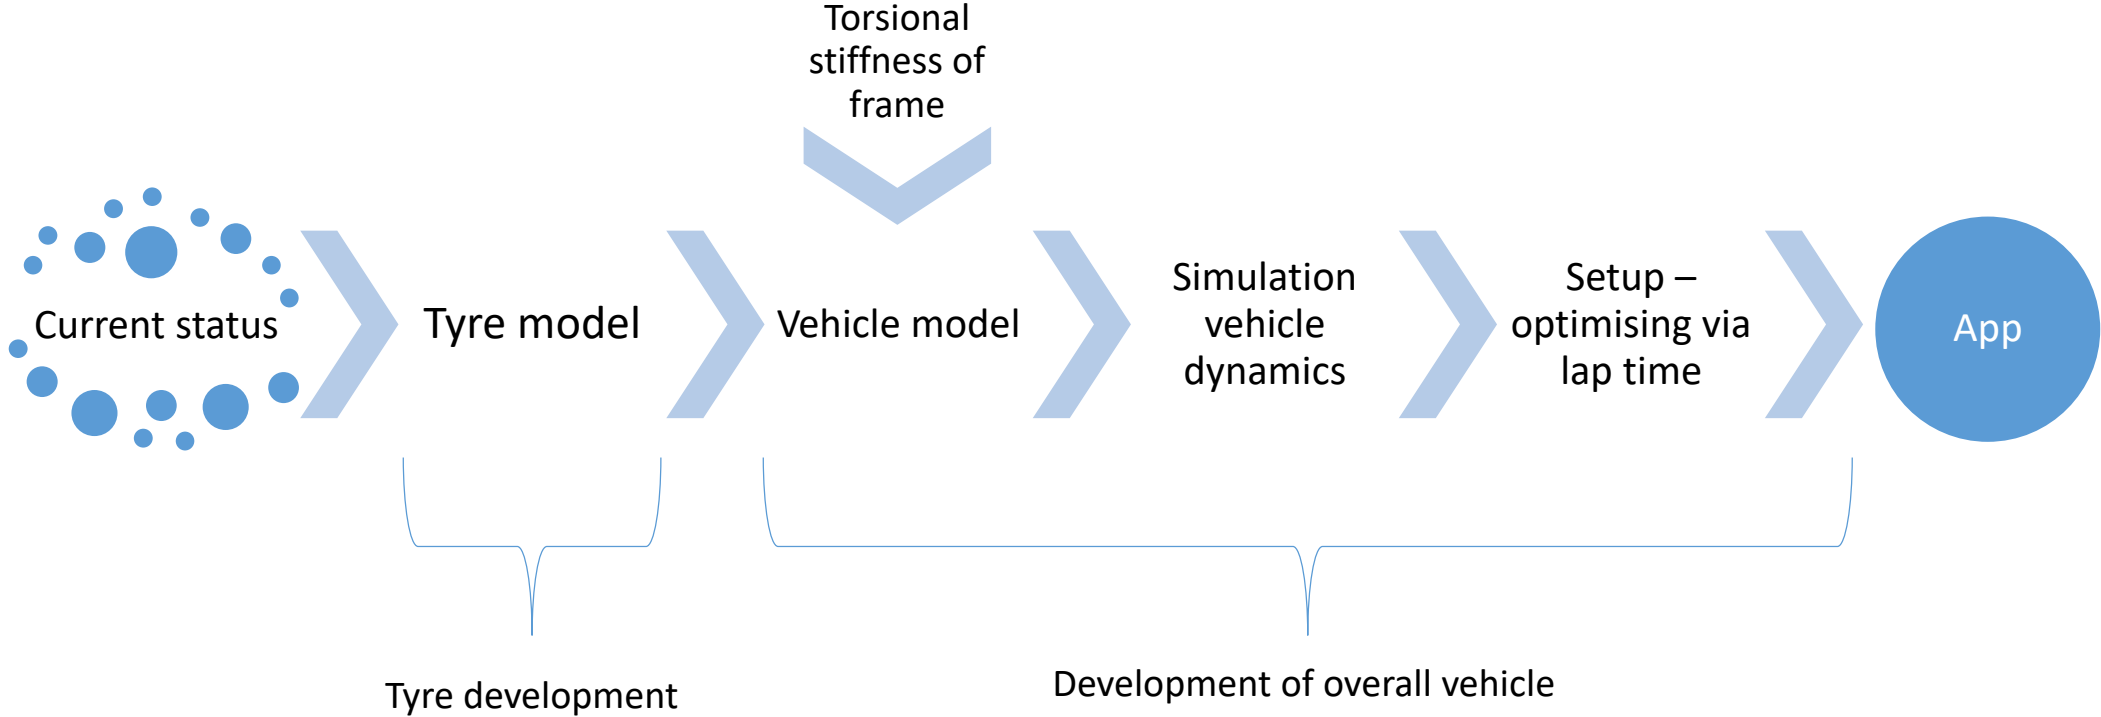 Torsional
stiffness of
frame
Current status
Tyre model
Vehicle model
Simulation
vehicle
dynamics
Setup –
optimising via
lap time
App
Tyre development
Development of overall vehicle